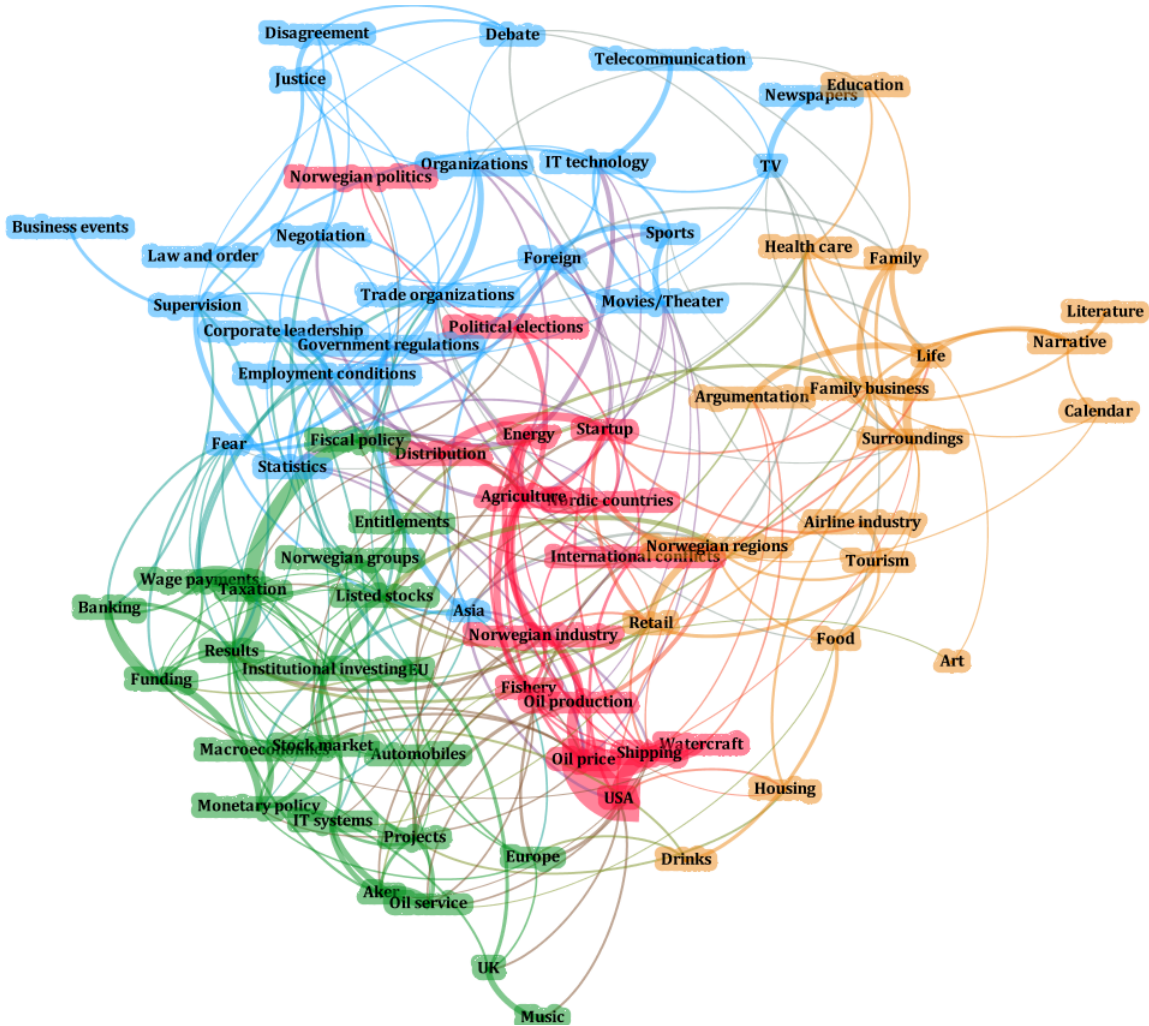 Disagreement
Debate
Telecommunication
Justice
Education
Newspapers
Organizations
IT technology
TV
Norwegian politics
Business events
Negotiation
Sports
Law and order
Foreign
Health care
Family
Supervision
Trade organizations
Movies/Theater
Literature
Corporate leadership
Political elections
Government regulations
Narrative
Life
Employment conditions
Argumentation
Family business
Calendar
Fear
Fiscal policy
Energy
Startup
Surroundings
Distribution
Statistics
Agriculture
Nordic countries
Entitlements
Airline industry
Norwegian groups
International conflicts
Norwegian regions
Tourism
Wage payments
Taxation
Listed stocks
Banking
Asia
Retail
Norwegian industry
Food
Results
Institutional investing
EU
Art
Funding
Fishery
Oil production
Macroeconomics
Stock market
Automobiles
Oil price
Shipping
Watercraft
USA
Housing
Monetary policy
IT systems
Projects
Europe
Drinks
Aker
Oil service
UK
Music